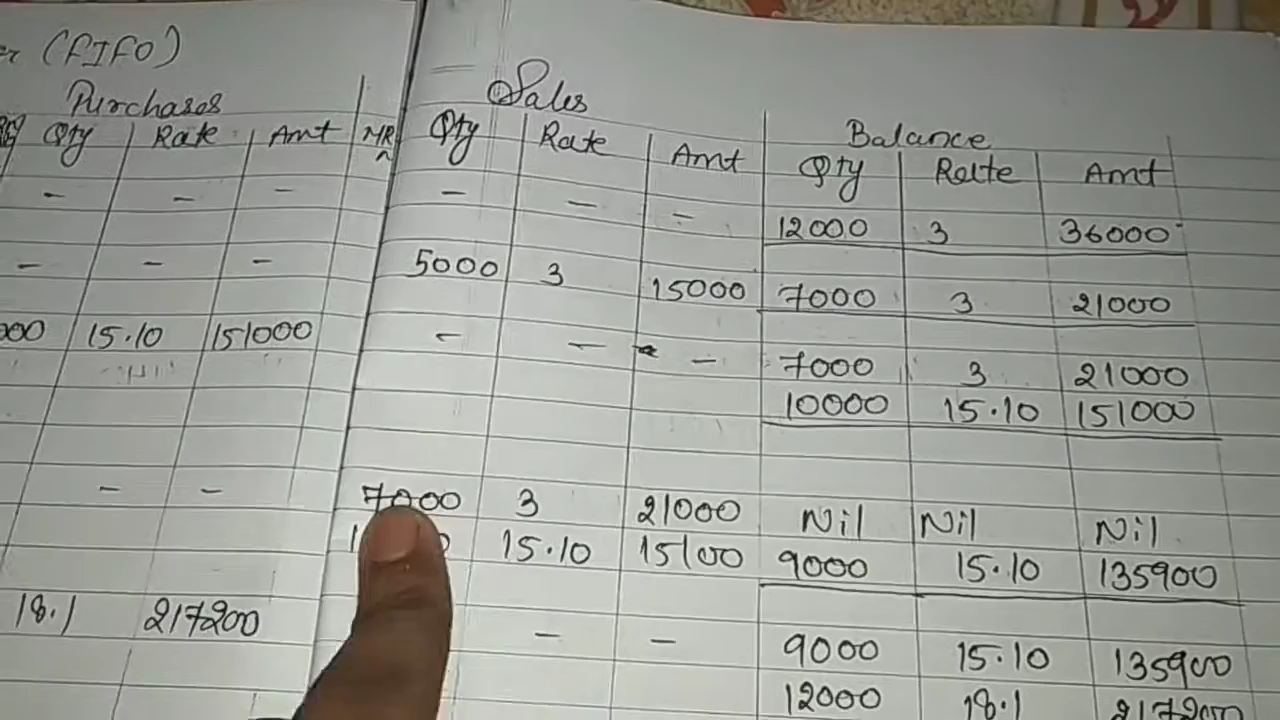 (FIFO)
Purchases Sales Balance
Qty Rate Amt Qty Rate Amt Qty Rate Amt
- - - - - - 12000 3 36000
- - - 5000 3 15000 7000 3 21000
000 15.10 151000 - - - 7000 3 21000
10000 15.10 151000
- - 7000 3 21000 Nil Nil Nil
15.10 15100 9000 15.10 135900
18.1 217200 - - 9000 15.10 135900
12000 18.1 217200